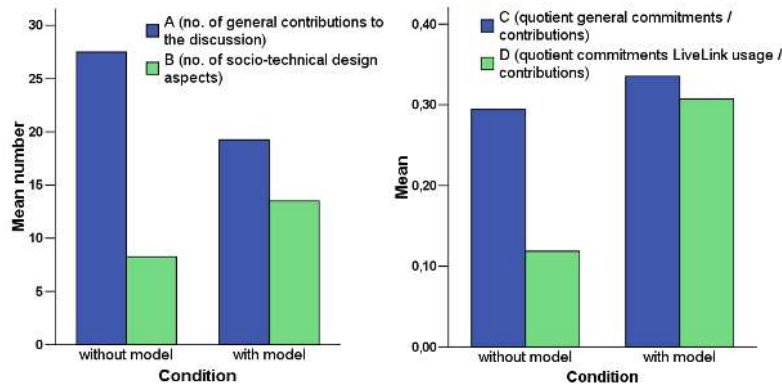 30
25
20
15
10
5
0
Mean number
A (no. of general contributions to
the discussion)
B (no. of socio-technical design
aspects)
without model
with model
Condition
0,40
0,30
0,20
0,10
0,00
Mean
C (quotient general commitments /
contributions)
D (quotient commitments LiveLink usage /
contributions)
without model
with model
Condition